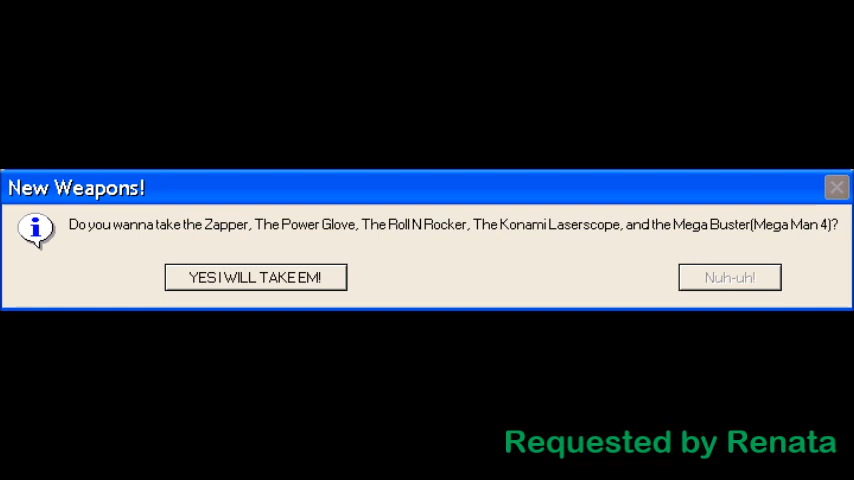 New Weapons!
Do you wanna take the Zapper, The Power Glove, The Roll N Rocker, The Konami Laserscope, and the Mega Buster(Mega Man 4)?
YES I WILL TAKE EM!
Nuh-uh!
Requested by Renata